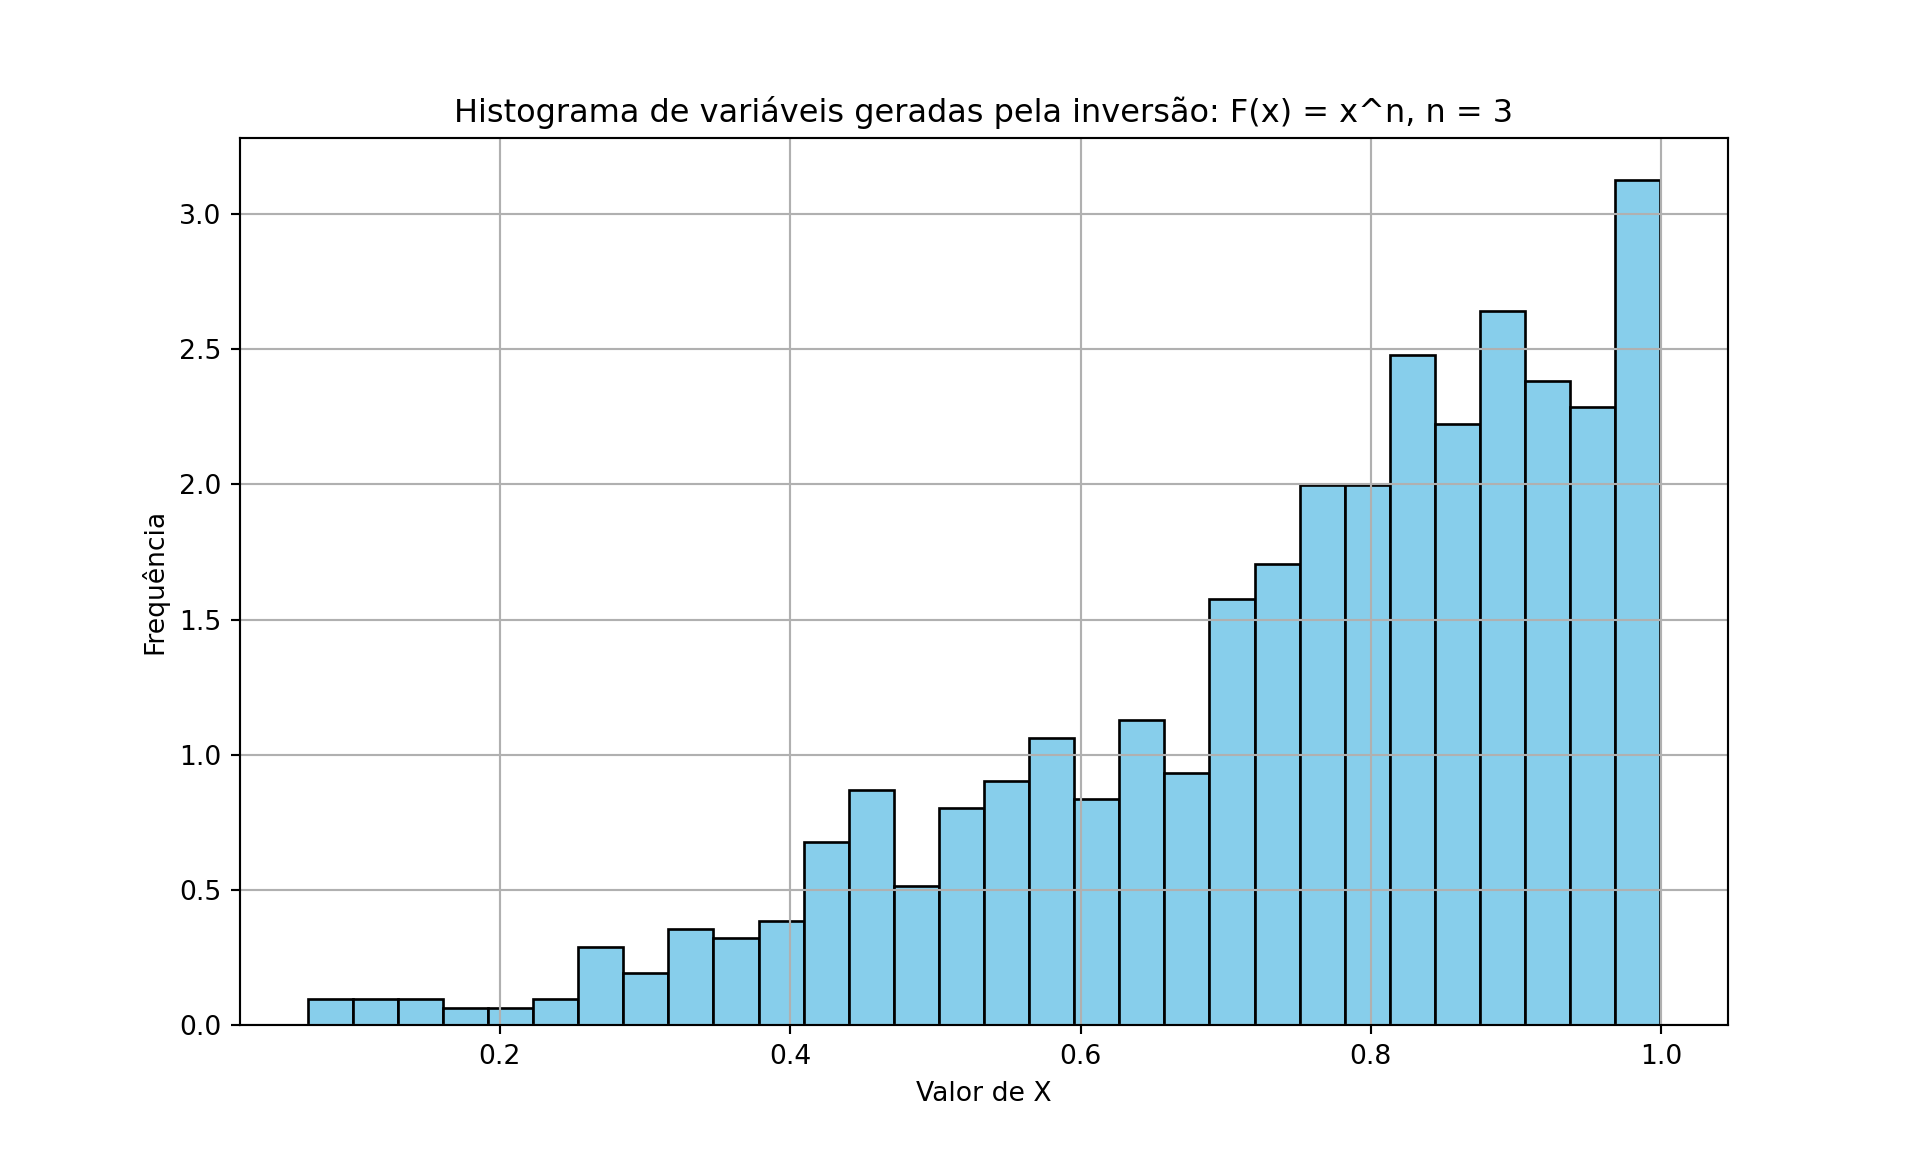 Histograma de variáveis geradas pela inversão: F(x) = x^n, n = 3
3.0
2.5
2.0
1.5
1.0
0.5
0.0
Frequência
0.2 0.4 0.6 0.8 1.0
Valor de X